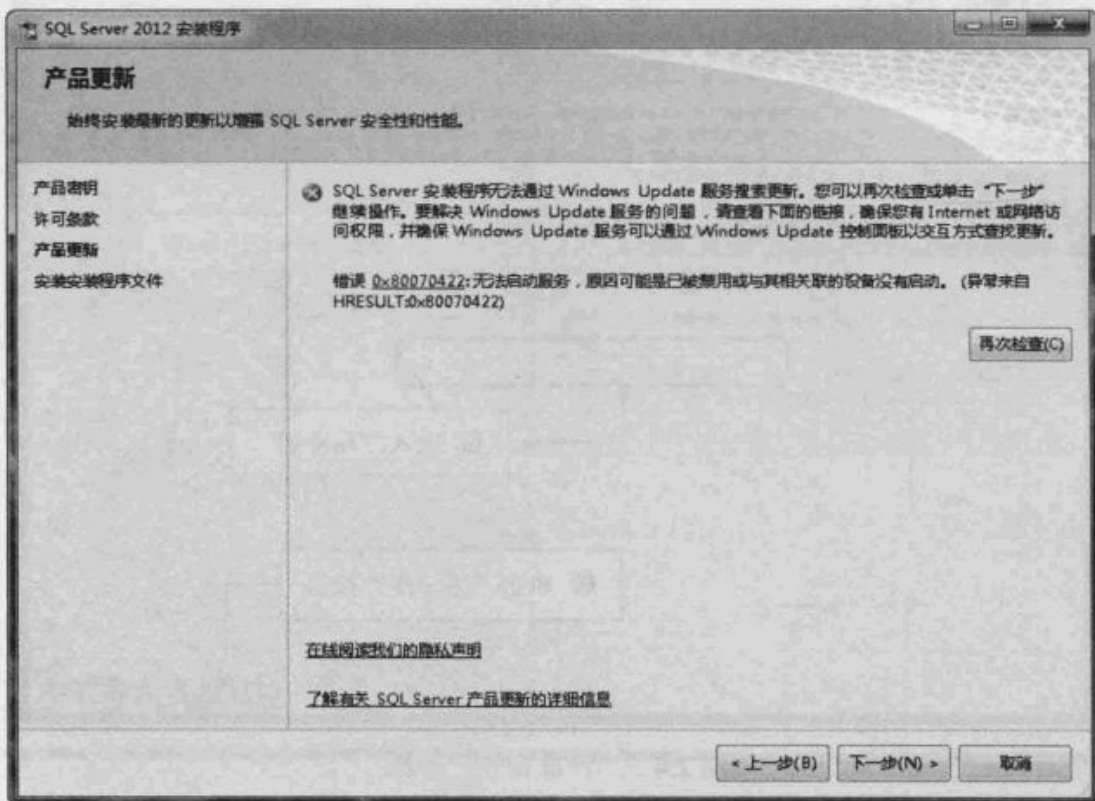 SQL Server 2012 安装程序
产品更新
始终安装最新的更新以增强 SQL Server 安全性和性能。
产品密钥
许可条款
产品更新
安装安装程序文件
SQL Server 安装程序无法通过 Windows Update 服务搜索更新。您可以再次检查或单击“下一步”
继续操作。要解决 Windows Update 服务的问题，请查看下面的链接，确保您有 Internet 或网络访
问权限，并确保 Windows Update 服务可以通过 Windows Update 控制面板以交互方式查找更新。
错误 0x80070422:无法启动服务，原因可能是已被禁用或与其相关联的设备没有启动。 (异常来自
HRESULT:0x80070422)
再次检查(C)
在线阅读我们的隐私声明
了解有关 SQL Server 产品更新的详细信息
< 上一步(B)
下一步(N) >
取消